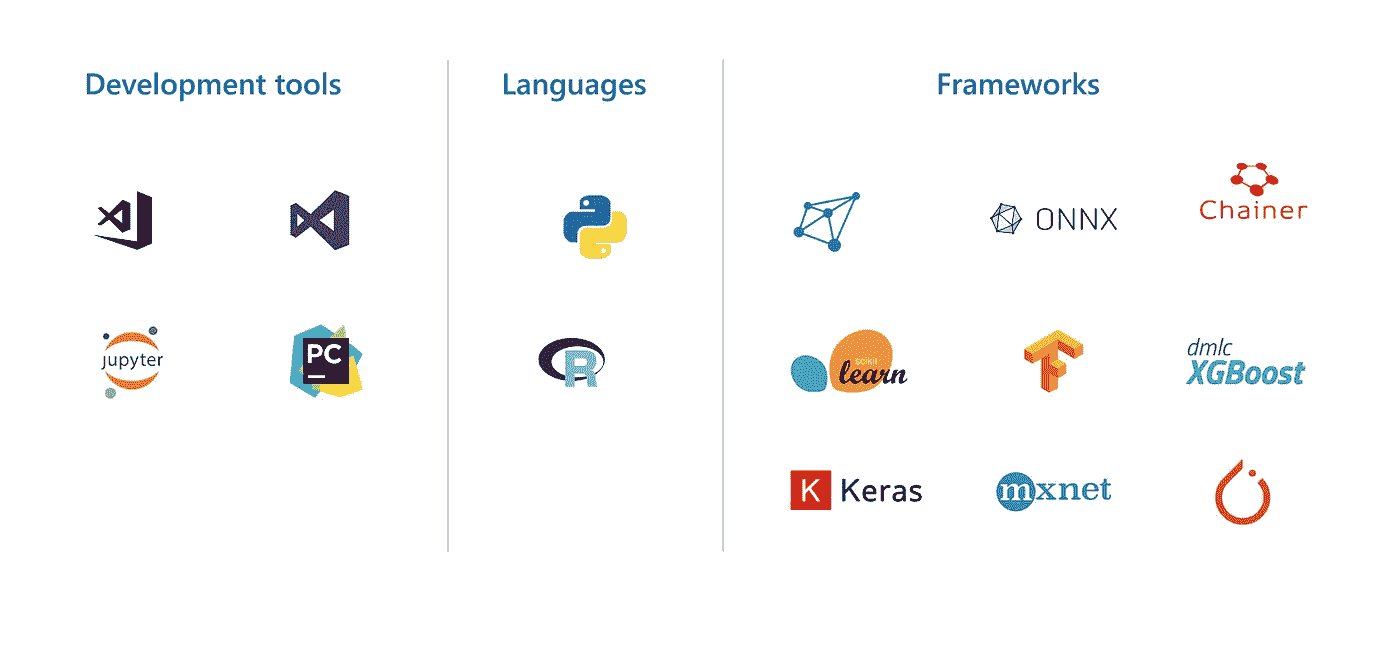 Development tools
Languages
Frameworks
Chainer
ONNX
jupyter
PC
R
scikit
learn
dmlc
XGBoost
K Keras
mxnet